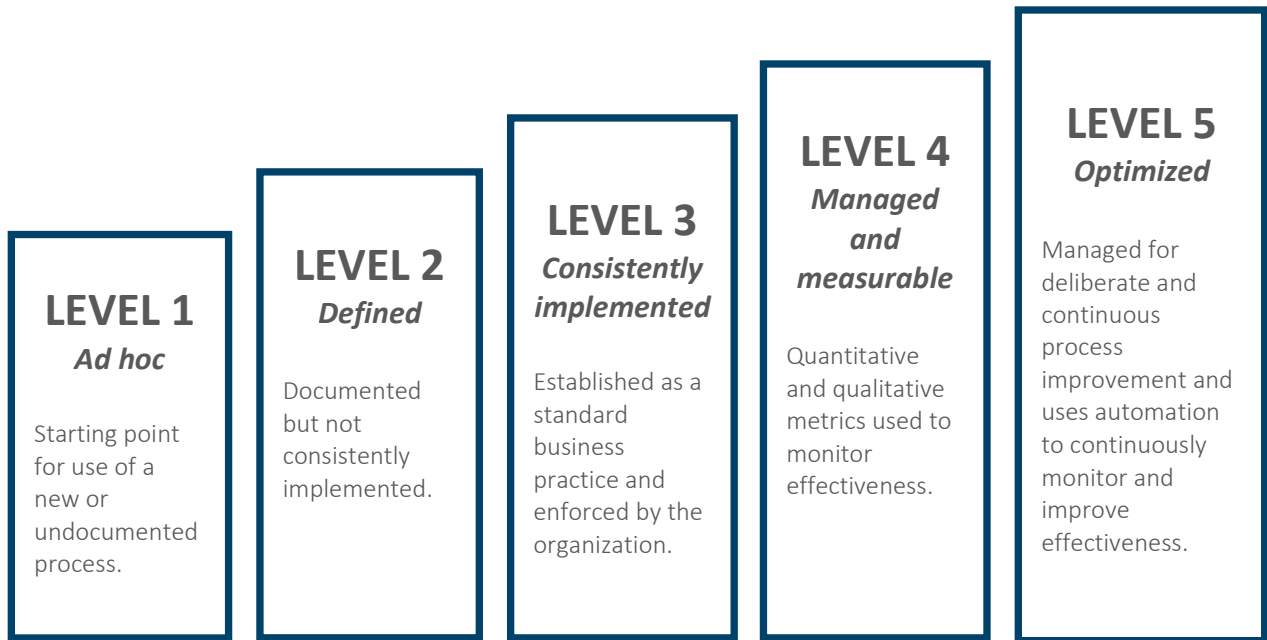 LEVEL 1
Ad hoc
Starting point
for use of a
new or
undocumented
process.
LEVEL 2
Defined
Documented
but not
consistently
implemented.
LEVEL 3
Consistently
implemented
Established as a
standard
business
practice and
enforced by the
organization.
LEVEL 4
Managed
and
measurable
Quantitative
and qualitative
metrics used to
monitor
effectiveness.
LEVEL 5
Optimized
Managed for
deliberate and
continuous
process
improvement and
uses automation
to continuously
monitor and
improve
effectiveness.